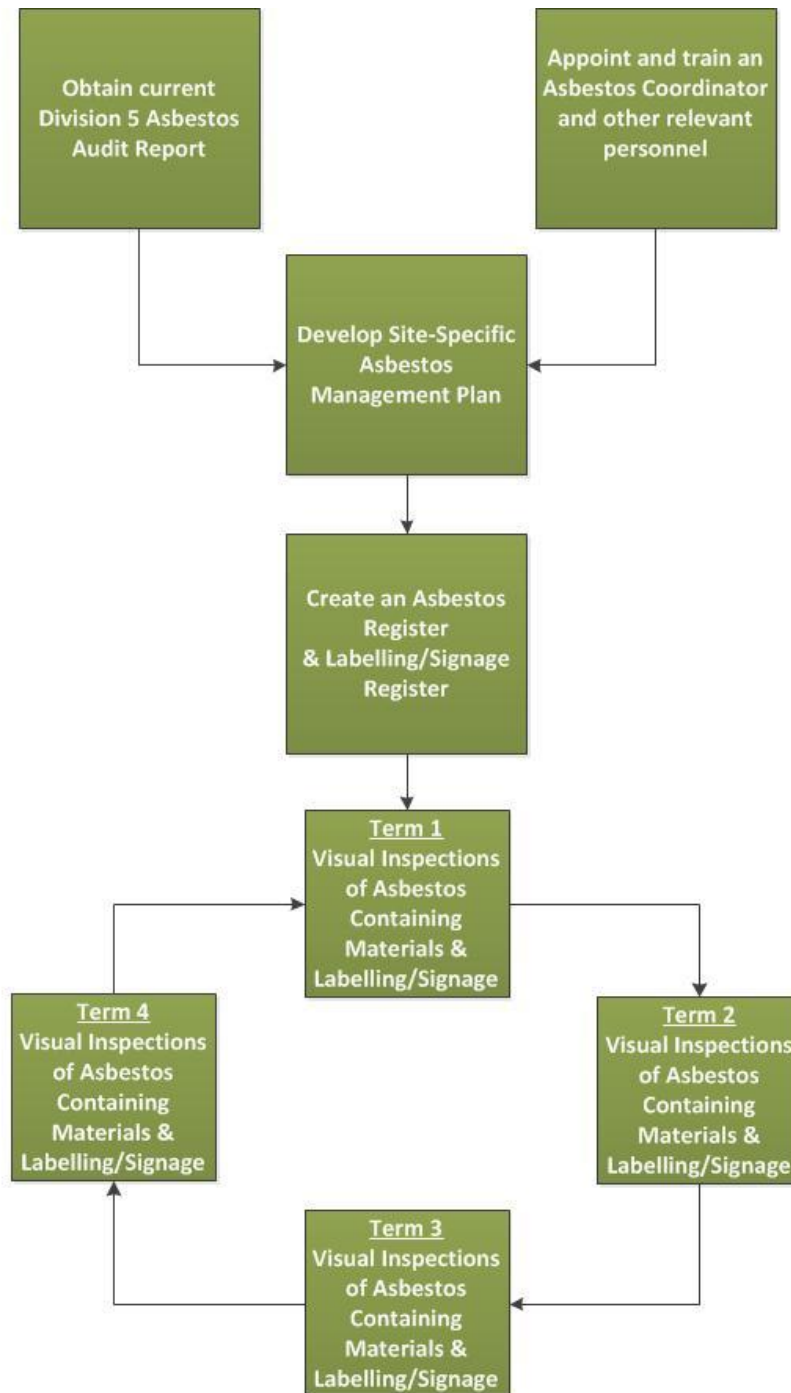 Obtain current
Division 5 Asbestos
Audit Report
Appoint and train an
Asbestos Coordinator
and other relevant
personnel
Develop Site-Specific
Asbestos
Management Plan
Create an Asbestos
Register
& Labelling/Signage
Register
Term 1
Visual Inspections
of Asbestos
Containing
Materials &
Labelling/Signage
Term 2
Visual Inspections
of Asbestos
Containing
Materials &
Labelling/Signage
Term 3
Visual Inspections
of Asbestos
Containing
Materials &
Labelling/Signage
Term 4
Visual Inspections
of Asbestos
Containing
Materials &
Labelling/Signage